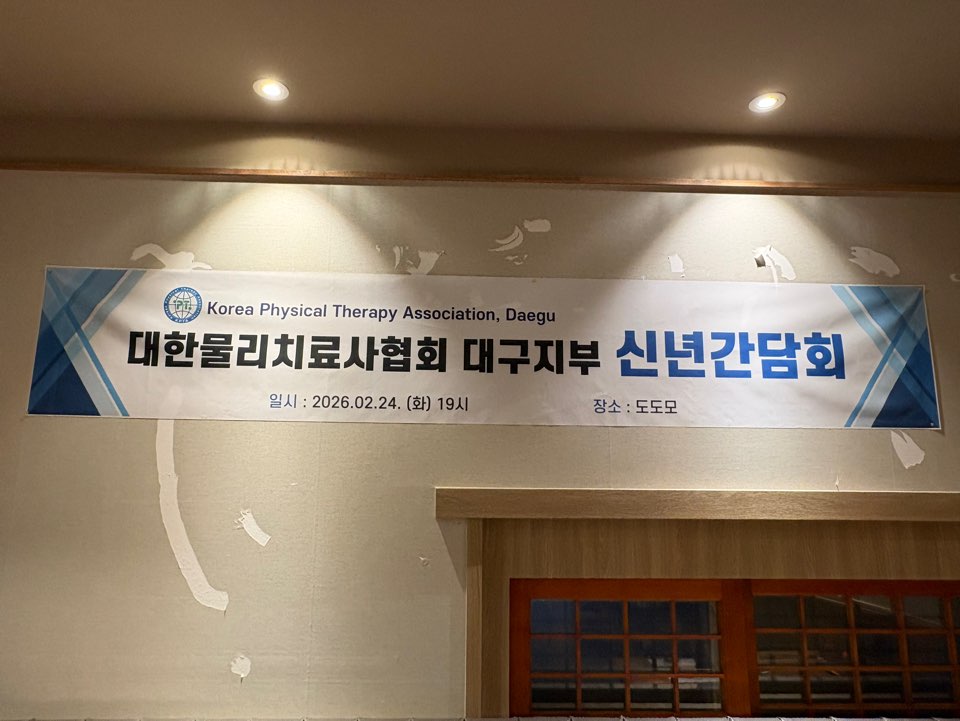 Korea Physical Therapy Association, Daegu
대한물리치료사협회 대구지부 신년간담회
일시 : 2026.02.24. (화) 19시 장소 : 도도모